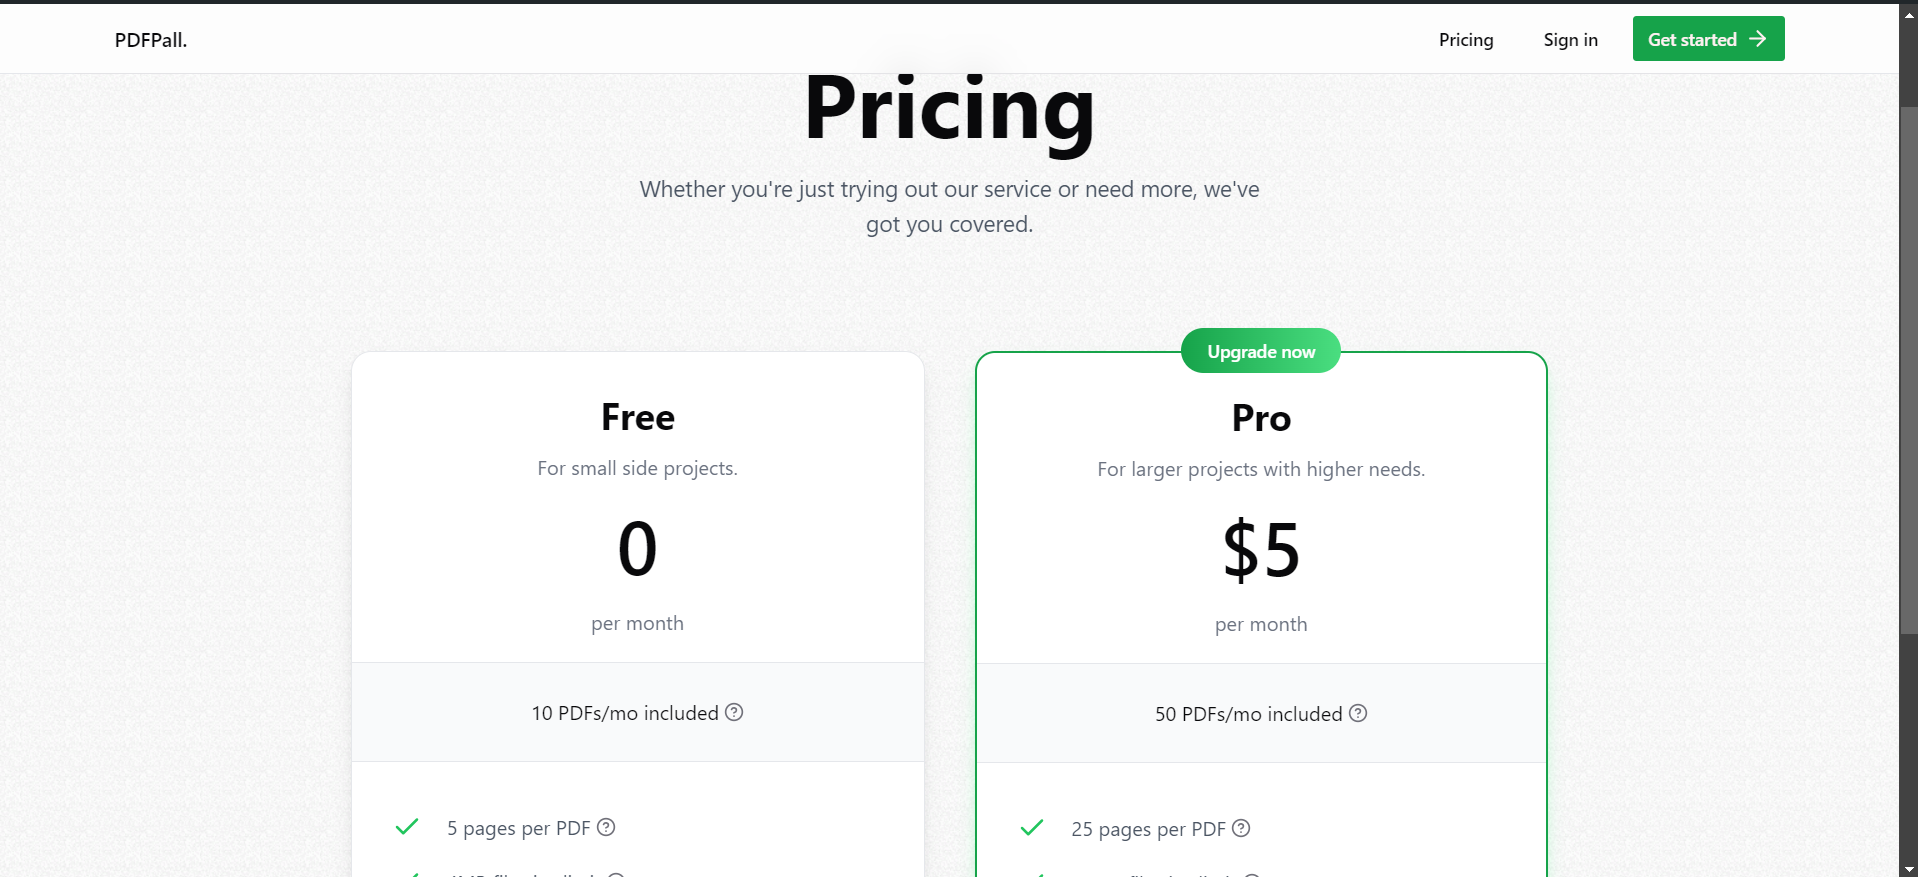 PDFPall.
Pricing
Sign in
Get started
Pricing
Whether you're just trying out our service or need more, we've
got you covered.
Free
For small side projects.
0
per month
10 PDFs/mo included
5 pages per PDF
Upgrade now
Pro
For larger projects with higher needs.
$5
per month
50 PDFs/mo included
25 pages per PDF